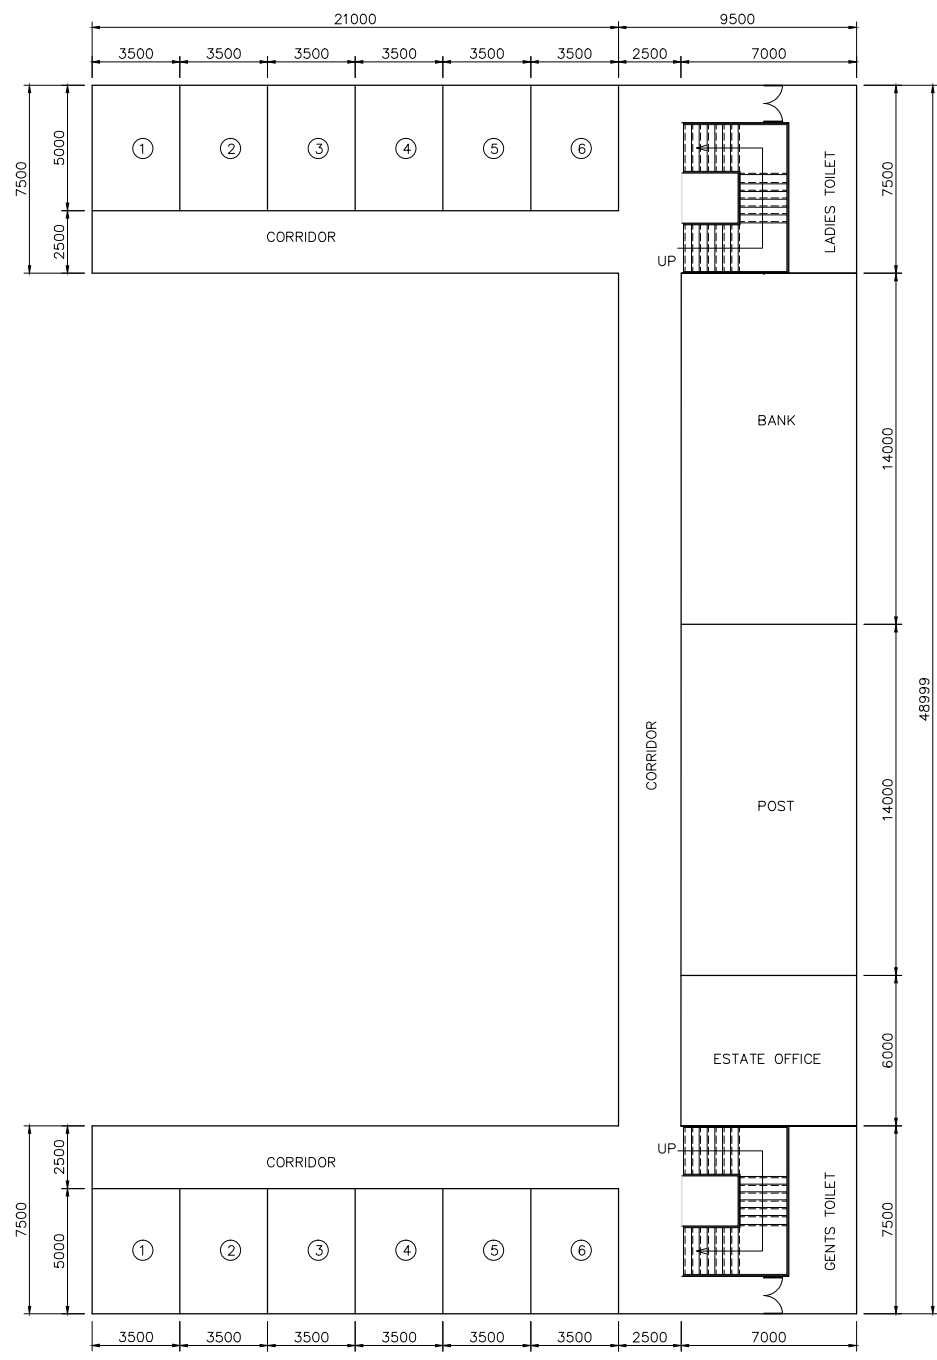 21000 9500
3500 3500 3500 3500 3500 3500 2500 7000
7500 5000 2500
1 2 3 4 5 6
CORRIDOR
UP
LADIES TOILET
7500
BANK
14000
48999
CORRIDOR
POST
14000
ESTATE OFFICE
6000
7500 2500 5000
CORRIDOR
UP
GENTS TOILET
7500
1 2 3 4 5 6
3500 3500 3500 3500 3500 3500 2500 7000